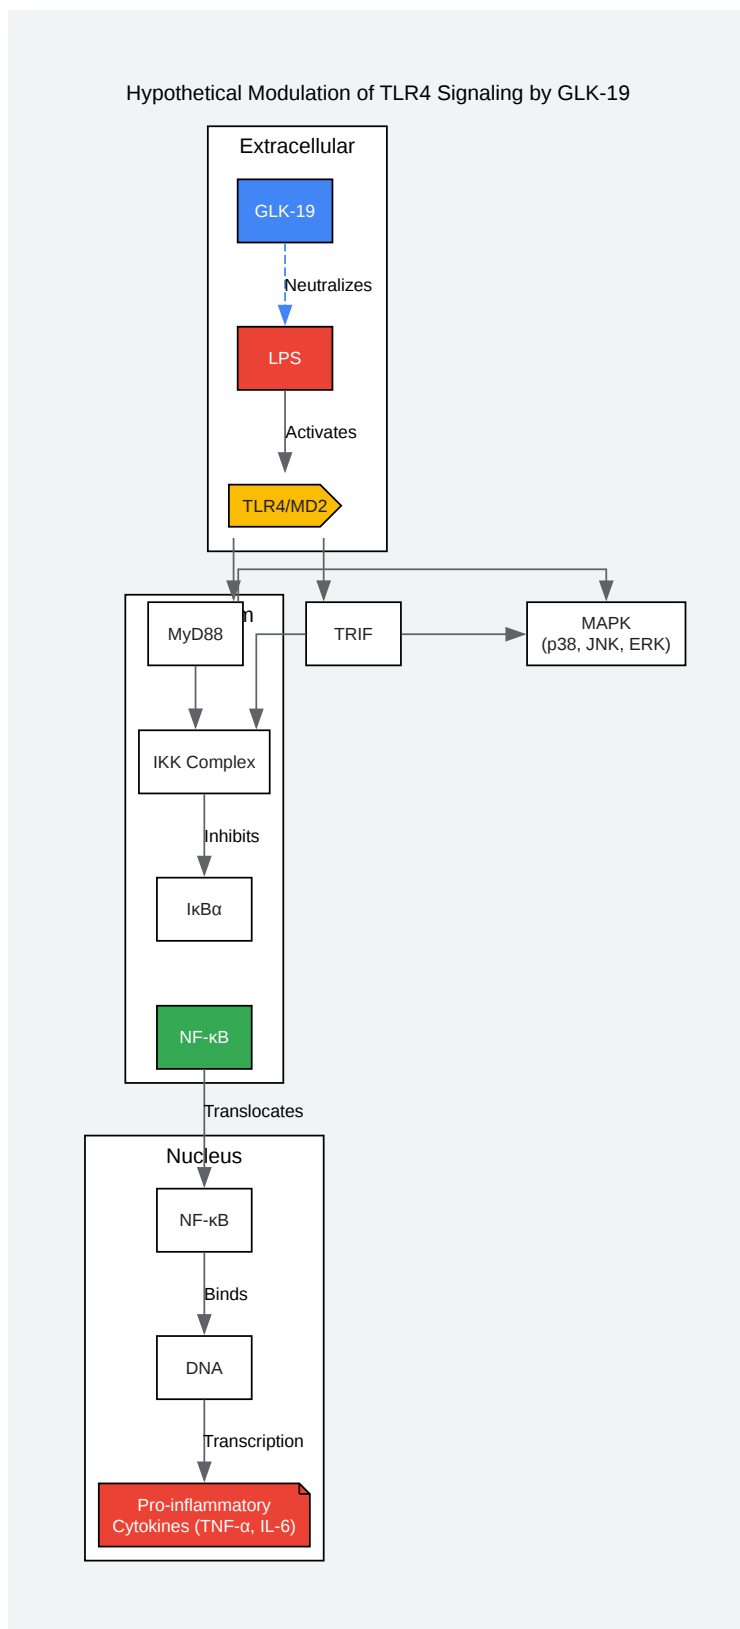 Hypothetical Modulation of TLR4 Signaling by GLK-19
Extracellular
GLK-19
Neutralizes
LPS
Activates
TLR4/MD2
MyD88
TRIF
MAPK
(p38, JNK, ERK)
IKK Complex
Inhibits
IκBα
NF-κB
Translocates
Nucleus
NF-κB
Binds
DNA
Transcription
Pro-inflammatory
Cytokines (TNF-α, IL-6)